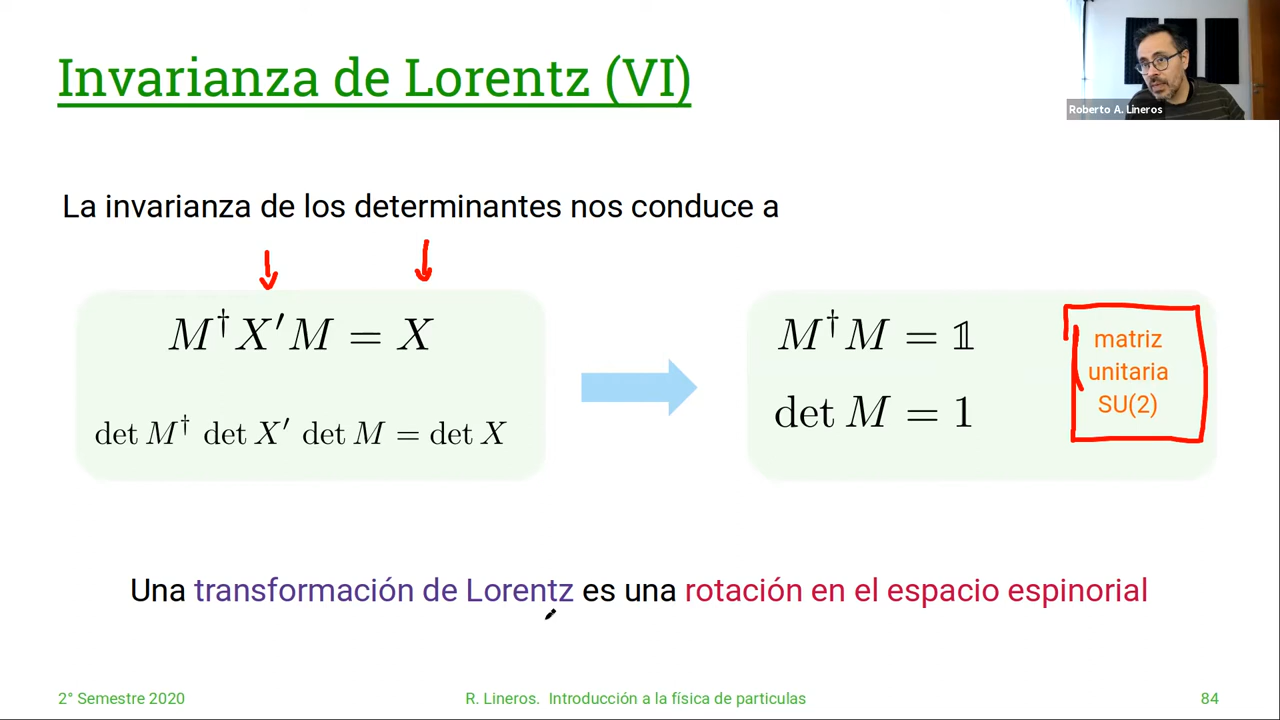 Invarianza de Lorentz (VI)
Roberto A. Lineros
La invarianza de los determinantes nos conduce a
M†X′M = X
det M† det X′ det M = det X
M†M = 𝟙
det M = 1
matriz
unitaria
SU(2)
Una transformación de Lorentz es una rotación en el espacio espinorial
2° Semestre 2020
R. Lineros. Introducción a la física de particulas
84